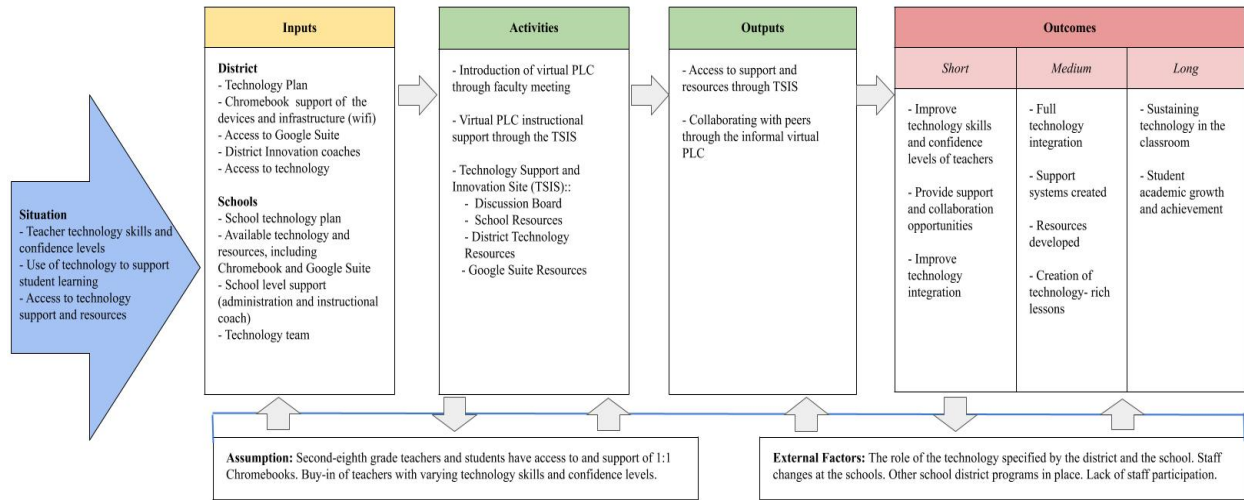 Situation
- Teacher technology skills and
confidence levels
- Use of technology to support
student learning
- Access to technology
support and resources
Inputs
District
- Technology Plan
- Chromebook support of the
devices and infrastructure (wifi)
- Access to Google Suite
- District Innovation coaches
- Access to technology
Schools
- School technology plan
- Available technology and
resources, including
Chromebook and Google Suite
- School level support
(administration and instructional
coach)
- Technology team
Activities
- Introduction of virtual PLC
through faculty meeting
- Virtual PLC instructional
support through the TSIS
- Technology Support and
Innovation Site (TSIS)::
- Discussion Board
- School Resources
- District Technology
Resources
- Google Suite Resources
Outputs
- Access to support and
resources through TSIS
- Collaborating with peers
through the informal virtual
PLC
Outcomes
Short
- Improve
technology skills
and confidence
levels of teachers
- Provide support
and collaboration
opportunities
- Improve
technology
integration
Medium
- Full
technology
integration
- Support
systems created
- Resources
developed
- Creation of
technology- rich
lessons
Long
- Sustaining
technology in the
classroom
- Student
academic growth
and achievement
Assumption: Second-eighth grade teachers and students have access to and support of 1:1
Chromebooks. Buy-in of teachers with varying technology skills and confidence levels.
External Factors: The role of the technology specified by the district and the school. Staff
changes at the schools. Other school district programs in place. Lack of staff participation.